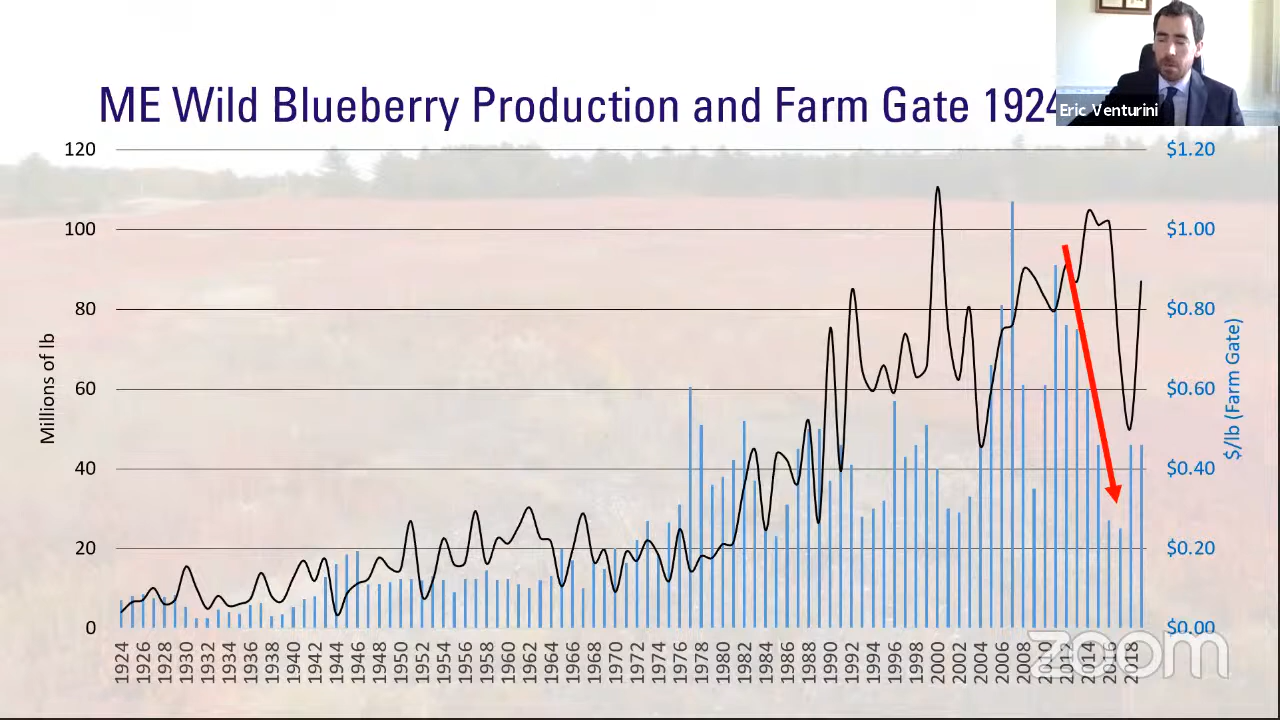 ME Wild Blueberry Production and Farm Gate 1924
Eric Venturini
120
100
80
60
40
20
0
Millions of lb
$1.20
$1.00
$0.80
$0.60
$0.40
$0.20
$0.00
$/lb (Farm Gate)
1924 1926 1928 1930 1932 1934 1936 1938 1940 1942 1944 1946 1948 1950 1952 1954 1956 1958 1960 1962 1964 1966 1968 1970 1972 1974 1976 1978 1980 1982 1984 1986 1988 1990 1992 1994 1996 1998 2000 2002 2004 2006 2008 2010 2012 2014 2016 2018
zoom